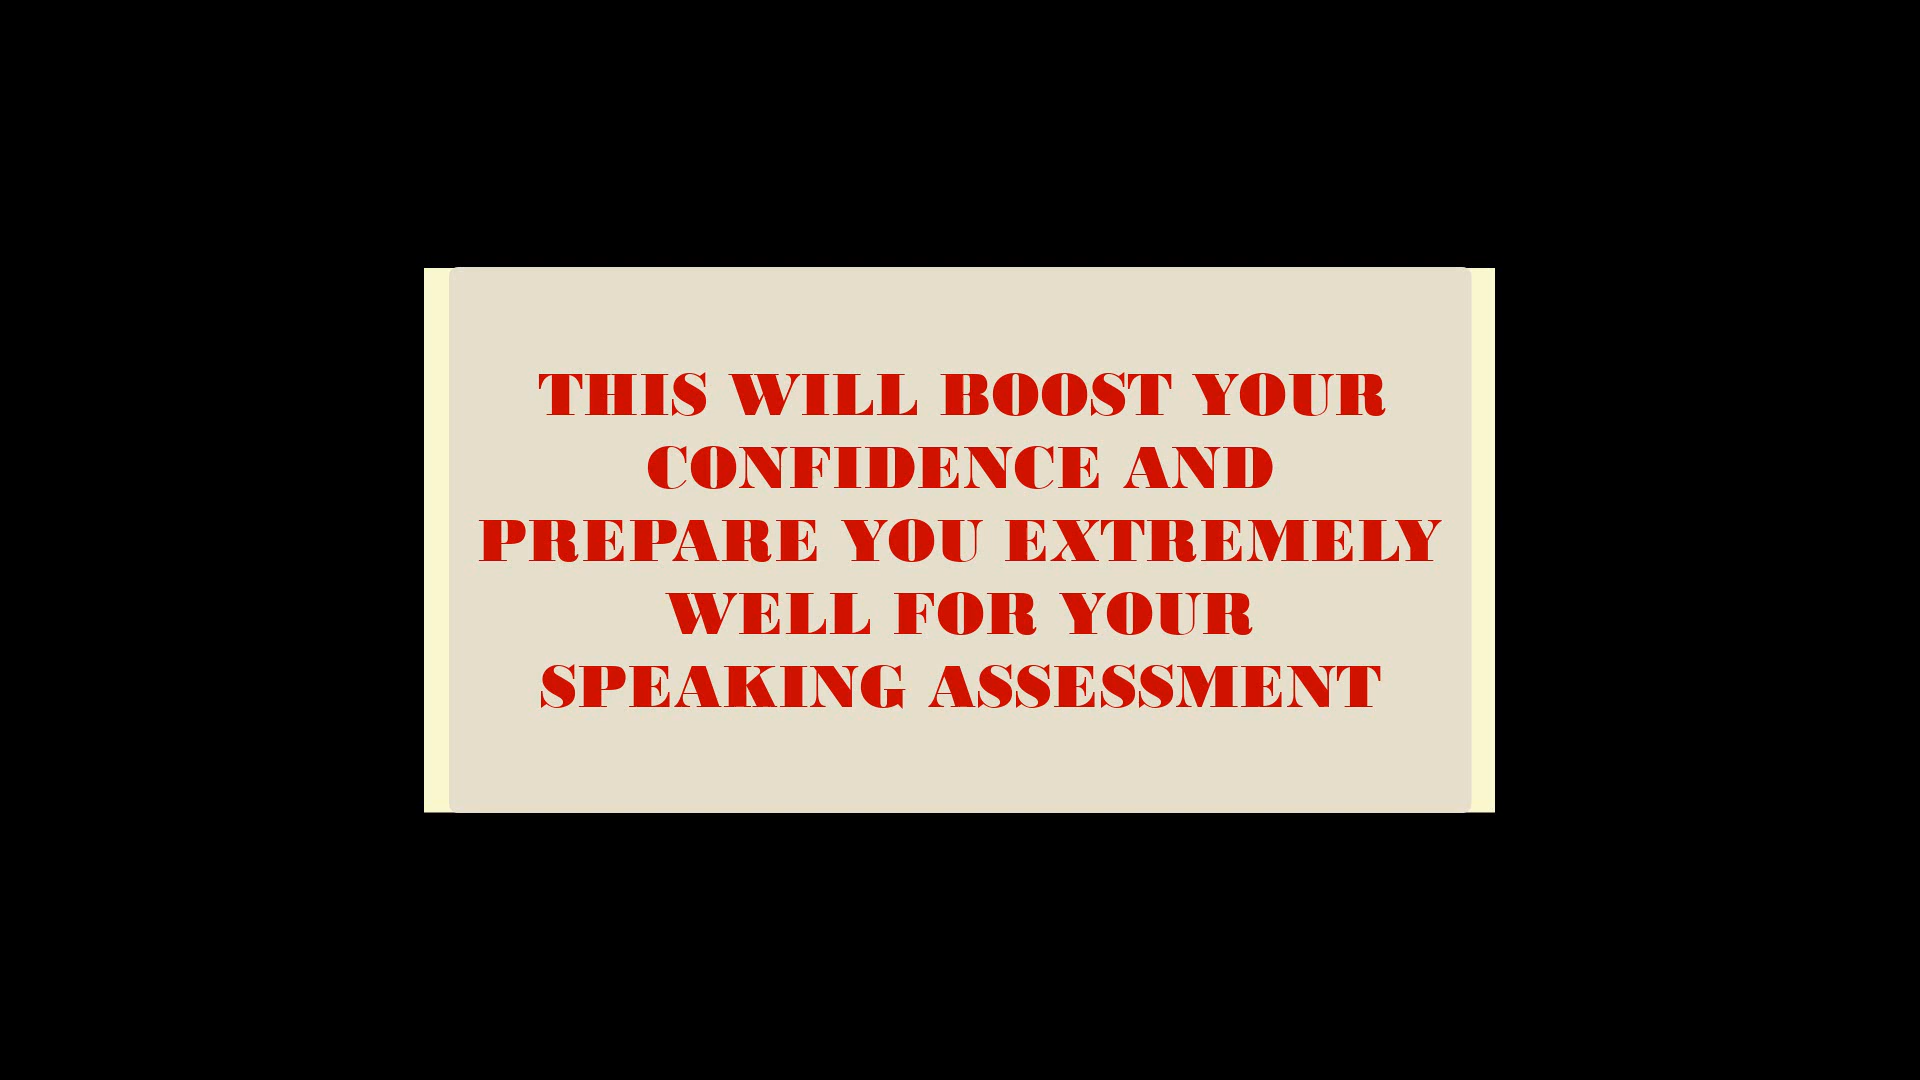 THIS WILL BOOST YOUR
CONFIDENCE AND
PREPARE YOU EXTREMELY
WELL FOR YOUR
SPEAKING ASSESSMENT